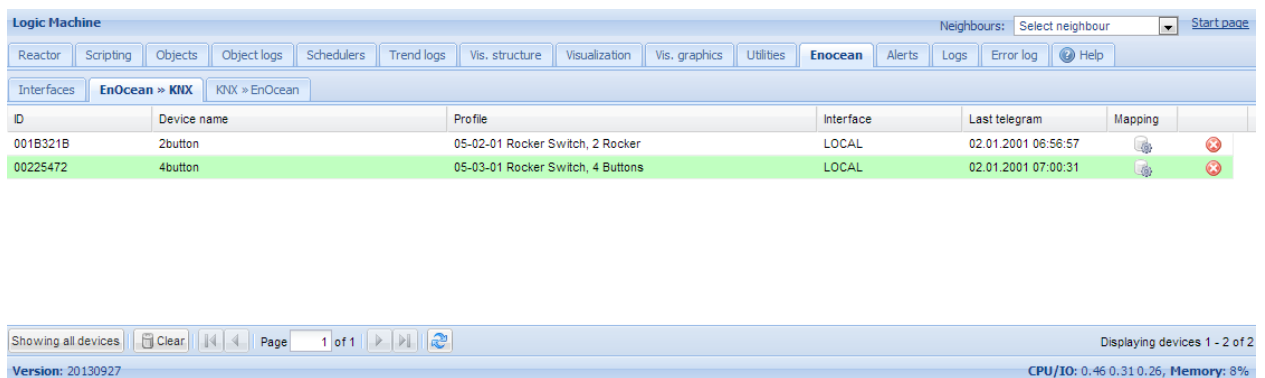 Logic Machine Neighbours: Select neighbour Start page
Reactor Scripting Objects Object logs Schedulers Trend logs Vis. structure Visualization Vis. graphics Utilities Enocean Alerts Logs Error log Help
Interfaces EnOcean » KNX KNX » EnOcean
ID Device name Profile Interface Last telegram Mapping
001B321B 2button 05-02-01 Rocker Switch, 2 Rocker LOCAL 02.01.2001 06:56:57
00225472 4button 05-03-01 Rocker Switch, 4 Buttons LOCAL 02.01.2001 07:00:31
Showing all devices Clear Page 1 of 1 Displaying devices 1 - 2 of 2
Version: 20130927 CPU/IO: 0.46 0.31 0.26, Memory: 8%